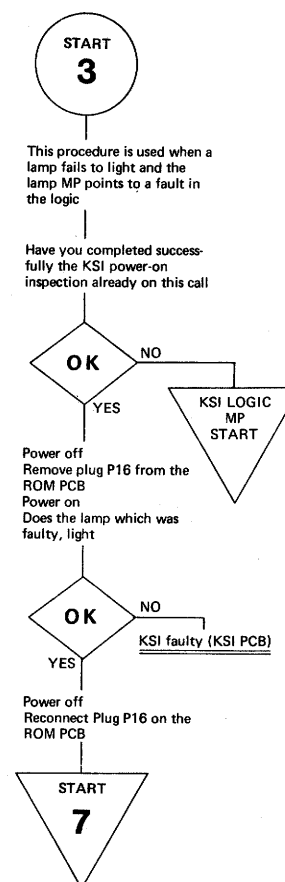 START
3
This procedure is used when a
lamp fails to light and the
lamp MP points to a fault in
the logic
Have you completed success-
fully the KSI power-on
inspection already on this call
OK
NO
YES
KSI LOGIC
MP
START
Power off
Remove plug P16 from the
ROM PCB
Power on
Does the lamp which was
faulty, light
OK
NO
KSI faulty (KSI PCB)
YES
Power off
Reconnect Plug P16 on the
ROM PCB
START
7